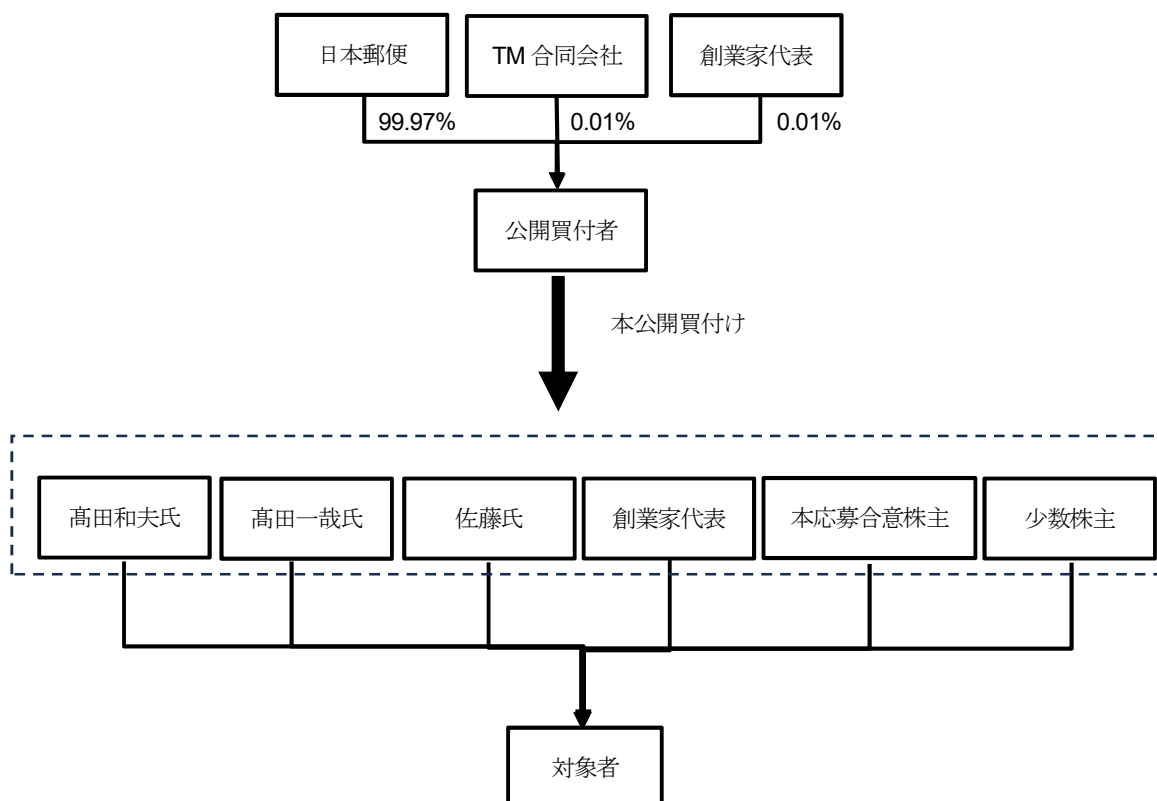 日本郵便
TM 合同会社
創業家代表
99.97%
0.01%
0.01%
公開買付者
本公開買付け
髙田和夫氏
髙田一哉氏
佐藤氏
創業家代表
本応募合意株主
少数株主
対象者